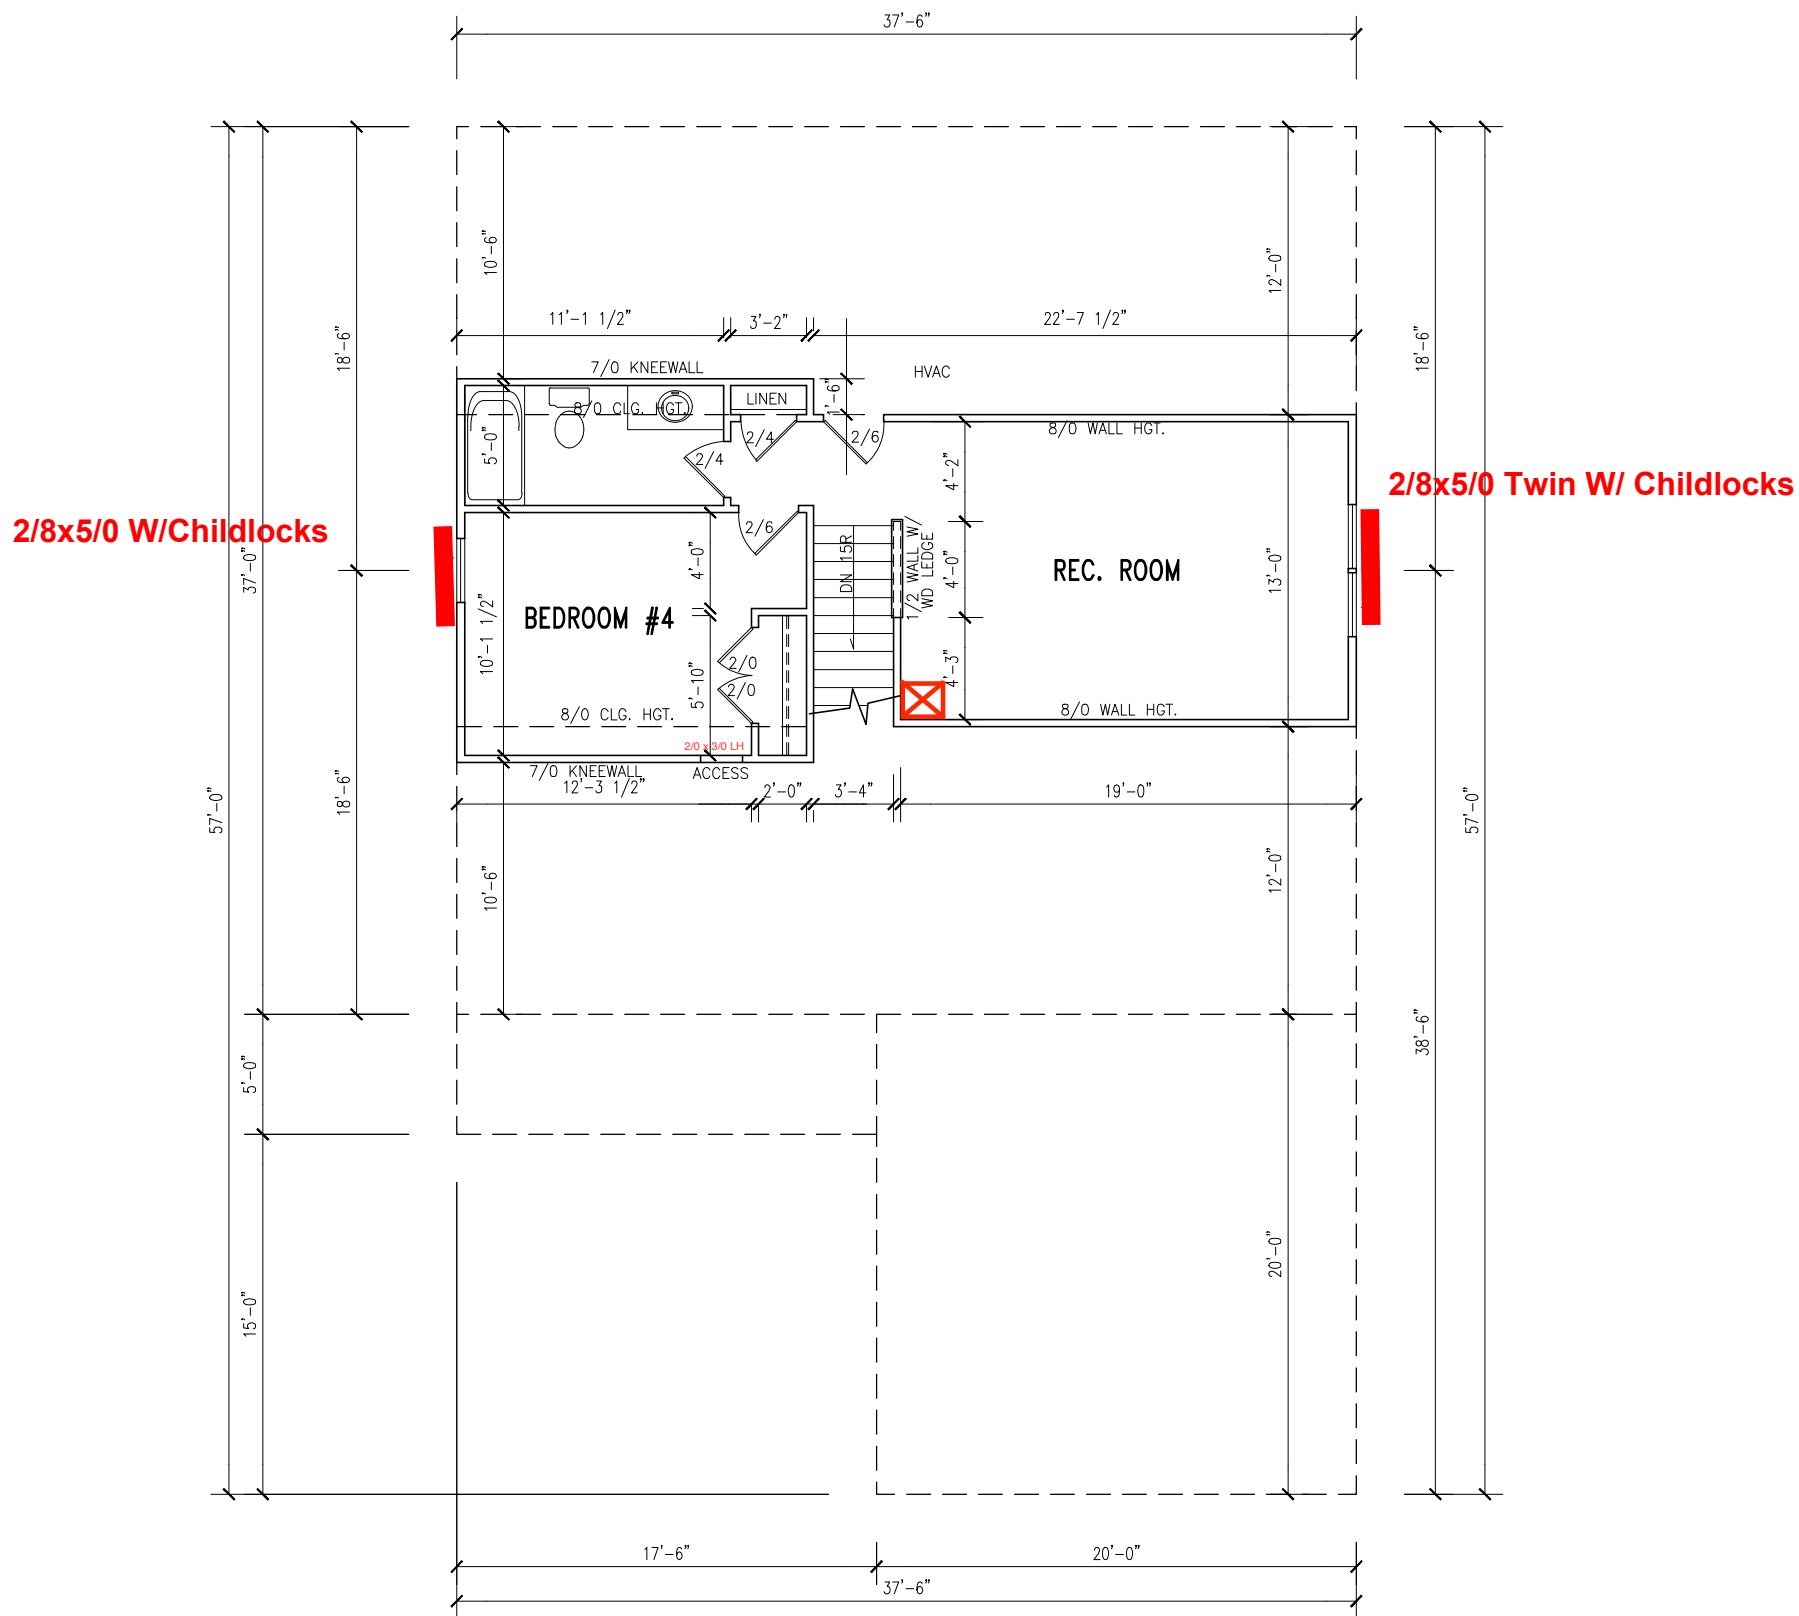 37'-6"
10'-6"
12'-0"
18'-6"
18'-6"
11'-1 1/2"
3'-2"
22'-7 1/2"
7/0 KNEEWALL
HVAC
1'-6"
LINEN
8/0 CLG. HGT.
8/0 WALL HGT.
5'-0"
2/4
2/4
2/6
4'-2"
2/8x5/0 Twin W/ Childlocks
2/8x5/0 W/Childlocks
37'-0"
2/6
4'-0"
DN 15R
1/2 WALL W/
WD LEDGE
4'-0"
REC. ROOM
13'-0"
BEDROOM #4
10'-1 1/2"
2/0
2/0
5'-10"
4'-3"
8/0 CLG. HGT.
8/0 WALL HGT.
2/0 x 3/0 LH
7/0 KNEEWALL
ACCESS
12'-3 1/2"
2'-0"
3'-4"
19'-0"
57'-0"
18'-6"
57'-0"
10'-6"
12'-0"
38'-6"
5'-0"
20'-0"
15'-0"
17'-6"
20'-0"
37'-6"